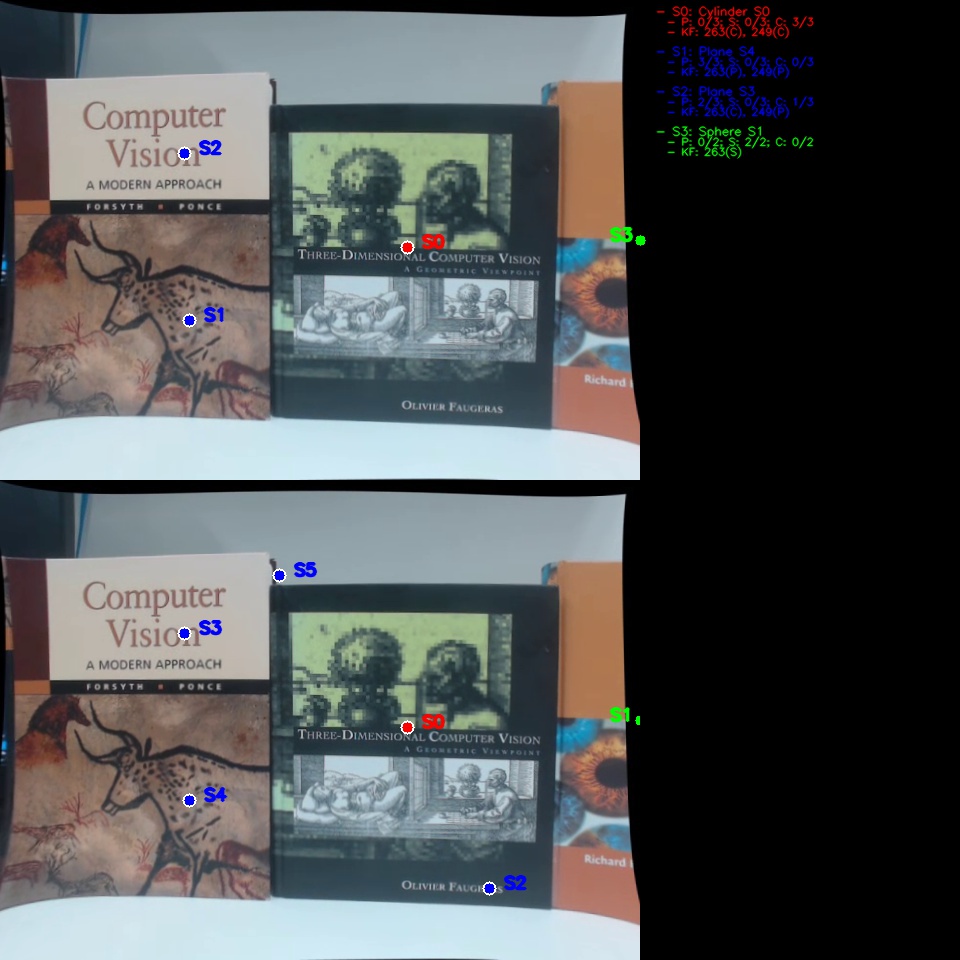 Computer
Vision
A MODERN APPROACH
FORSYTH PONCE
THREE-DIMENSIONAL COMPUTER VISION
A GEOMETRIC VIEWPOINT
OLIVIER FAUGERAS
Richard
S2
S0
S1
S3
- S0: Cylinder S0
- P: 0/3; S: 0/3; C: 3/3
- KF: 263(C), 249(C)
- S1: Plane S4
- P: 3/3; S: 0/3; C: 0/3
- KF: 263(P), 249(P)
- S2: Plane S3
- P: 2/3; S: 0/3; C: 1/3
- KF: 263(C), 249(P)
- S3: Sphere S1
- P: 0/2; S: 2/2; C: 0/2
- KF: 263(S)
S5
Computer
Vision
S3
A MODERN APPROACH
FORSYTH PONCE
S0
S1
THREE-DIMENSIONAL COMPUTER VISION
A GEOMETRIC VIEWPOINT
S4
Richard
OLIVIER
S2